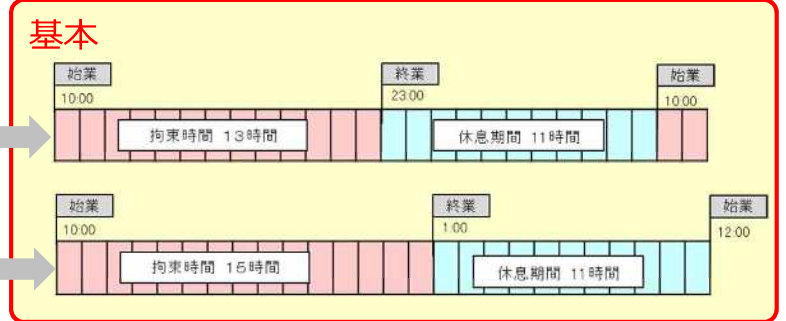 基本
始業 終業 始業
10:00 23:00 10:00
拘束時間 13時間 休息期間 11時間
始業 終業 始業
10:00 1:00 12:00
拘束時間 15時間 休息期間 11時間